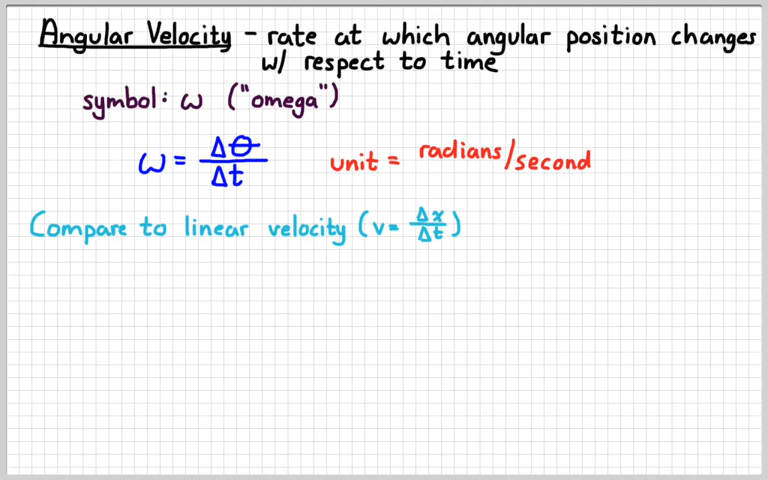 Angular Velocity - rate at which angular position changes
w/ respect to time
symbol: ω ("omega")
ω = Δθ/Δt unit = radians/second
Compare to linear velocity (v = Δx/Δt)